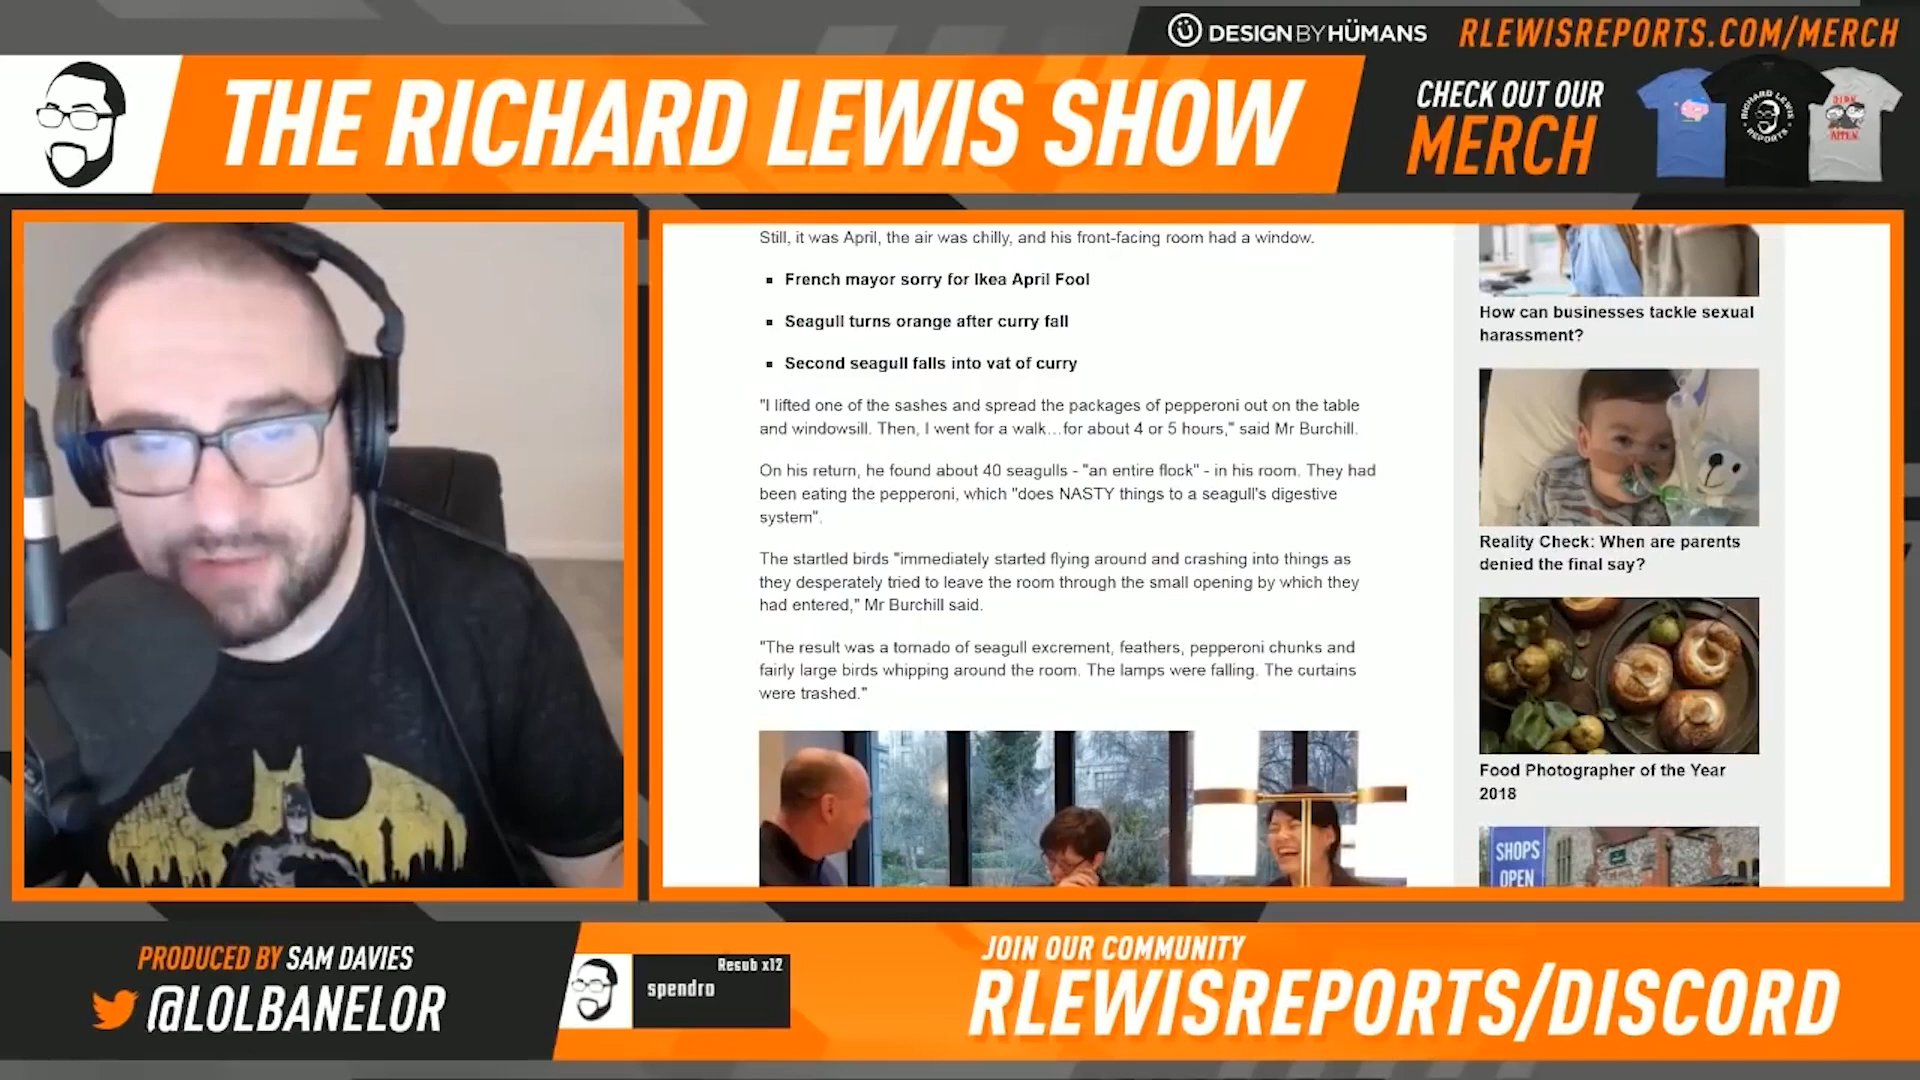 DESIGNBYHÜMANS
RLEWISREPORTS.COM/MERCH
THE RICHARD LEWIS SHOW
CHECK OUT OUR
MERCH
RICHARD LEWIS
REPORTS
Still, it was April, the air was chilly, and his front-facing room had a window.
▪ French mayor sorry for Ikea April Fool
▪ Seagull turns orange after curry fall
▪ Second seagull falls into vat of curry
"I lifted one of the sashes and spread the packages of pepperoni out on the table
and windowsill. Then, I went for a walk…for about 4 or 5 hours," said Mr Burchill.
On his return, he found about 40 seagulls - "an entire flock" - in his room. They had
been eating the pepperoni, which "does NASTY things to a seagull's digestive
system".
The startled birds "immediately started flying around and crashing into things as
they desperately tried to leave the room through the small opening by which they
had entered," Mr Burchill said.
"The result was a tornado of seagull excrement, feathers, pepperoni chunks and
fairly large birds whipping around the room. The lamps were falling. The curtains
were trashed."
How can businesses tackle sexual
harassment?
Reality Check: When are parents
denied the final say?
Food Photographer of the Year
2018
SHOPS
OPEN
PRODUCED BY SAM DAVIES
@LOLBANELOR
Resub x12
spendro
JOIN OUR COMMUNITY
RLEWISREPORTS/DISCORD